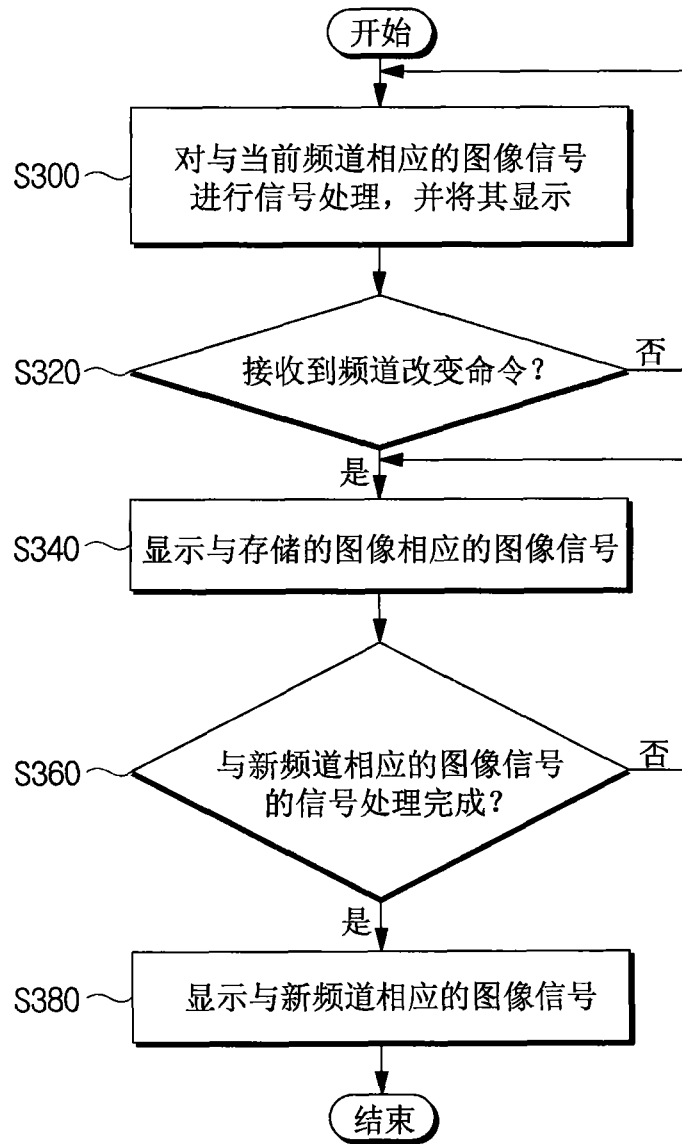 开始
S300
对与当前频道相应的图像信号
进行信号处理，并将其显示
S320
接收到频道改变命令？
否
是
S340
显示与存储的图像相应的图像信号
S360
与新频道相应的图像信号
的信号处理完成？
否
是
S380
显示与新频道相应的图像信号
结束